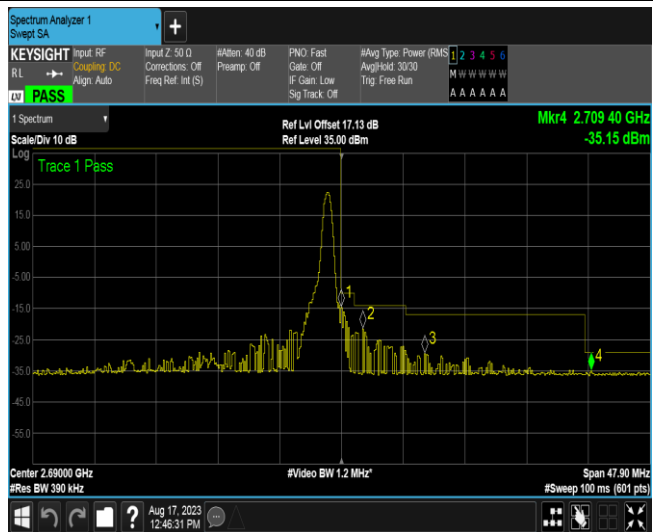 Spectrum Analyzer 1
Swept SA
+
KEYSIGHT
RL
LXI PASS
Input: RF
Coupling: DC
Align: Auto
Input Z: 50 Ω
Corrections: Off
Freq Ref: Int (S)
#Atten: 40 dB
Preamp: Off
PNO: Fast
Gate: Off
IF Gain: Low
Sig Track: Off
#Avg Type: Power (RMS
Avg|Hold: 30/30
Trig: Free Run
1 2 3 4 5 6
M W W W W W
A A A A A A
1 Spectrum
Scale/Div 10 dB
Ref Lvl Offset 17.13 dB
Ref Level 35.00 dBm
Mkr4 2.709 40 GHz
-35.15 dBm
Log
Trace 1 Pass
25.0
15.0
5.00
-5.00
-15.0
-25.0
-35.0
-45.0
-55.0
1
2
3
4
Center 2.69000 GHz
#Res BW 390 kHz
#Video BW 1.2 MHz*
Span 47.90 MHz
#Sweep 100 ms (601 pts)
?
Aug 17, 2023
12:46:31 PM